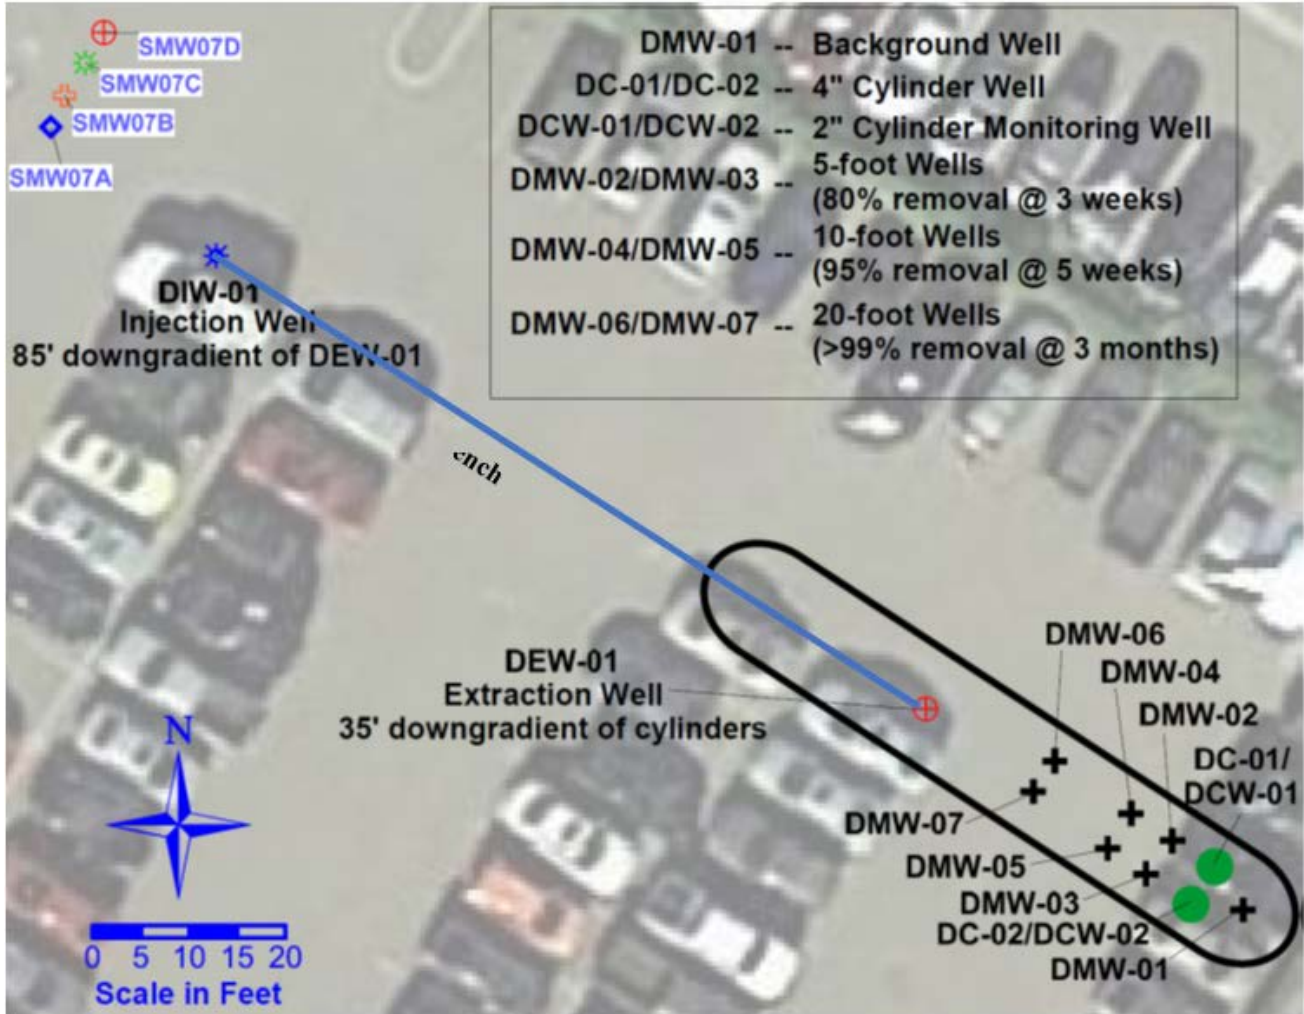 SMW07D
SMW07C
SMW07B
SMW07A
DMW-01 -- Background Well
DC-01/DC-02 -- 4" Cylinder Well
DCW-01/DCW-02 -- 2" Cylinder Monitoring Well
DMW-02/DMW-03 -- 5-foot Wells
(80% removal @ 3 weeks)
DMW-04/DMW-05 -- 10-foot Wells
(95% removal @ 5 weeks)
DMW-06/DMW-07 -- 20-foot Wells
(>99% removal @ 3 months)
DIW-01
Injection Well
85' downgradient of DEW-01
ench
DEW-01
Extraction Well
35' downgradient of cylinders
DMW-06
DMW-04
DMW-02
DC-01/
DCW-01
DMW-07
DMW-05
DMW-03
DC-02/DCW-02
DMW-01
N
0 5 10 15 20
Scale in Feet